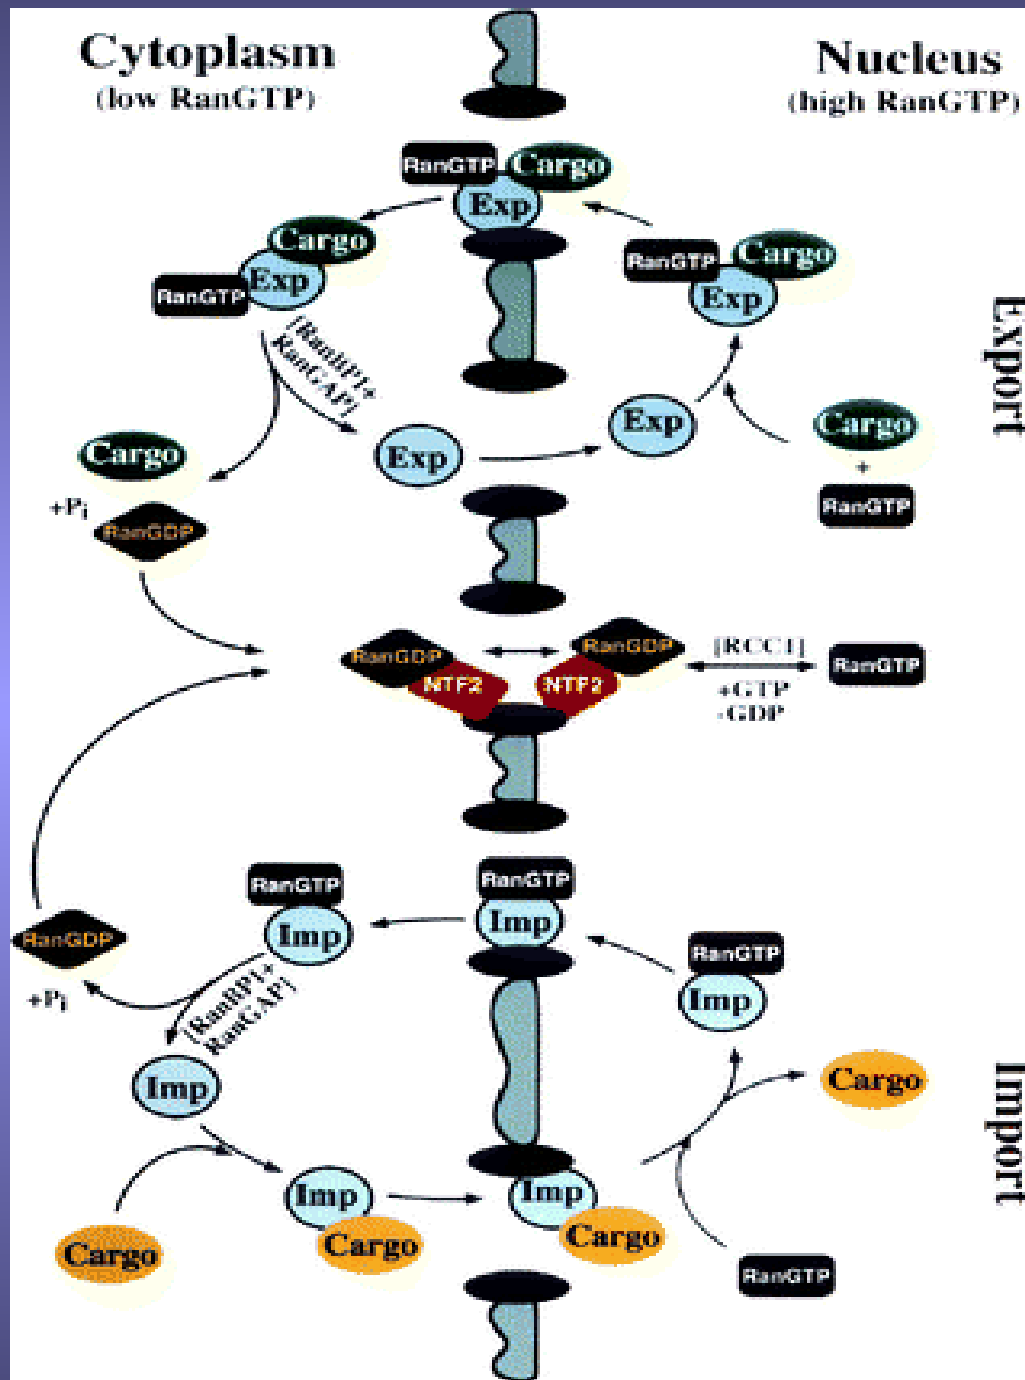 Cytoplasm
(low RanGTP)
Nucleus
(high RanGTP)
RanGTP
Cargo
Exp
Cargo
Exp
RanGTP
RanGTP
Cargo
Exp
Export
[RanBP1+
RanGAP]
Exp
Exp
Cargo
+
RanGTP
Cargo
+Pi
RanGDP
RanGDP
NTF2
RanGDP
NTF2
[RCC1]
+GTP
-GDP
RanGTP
RanGTP
Imp
RanGTP
Imp
RanGTP
Imp
RanGDP
+Pi
[RanBP1+
RanGAP]
Imp
Cargo
Import
Imp
Cargo
Imp
Cargo
Cargo
RanGTP